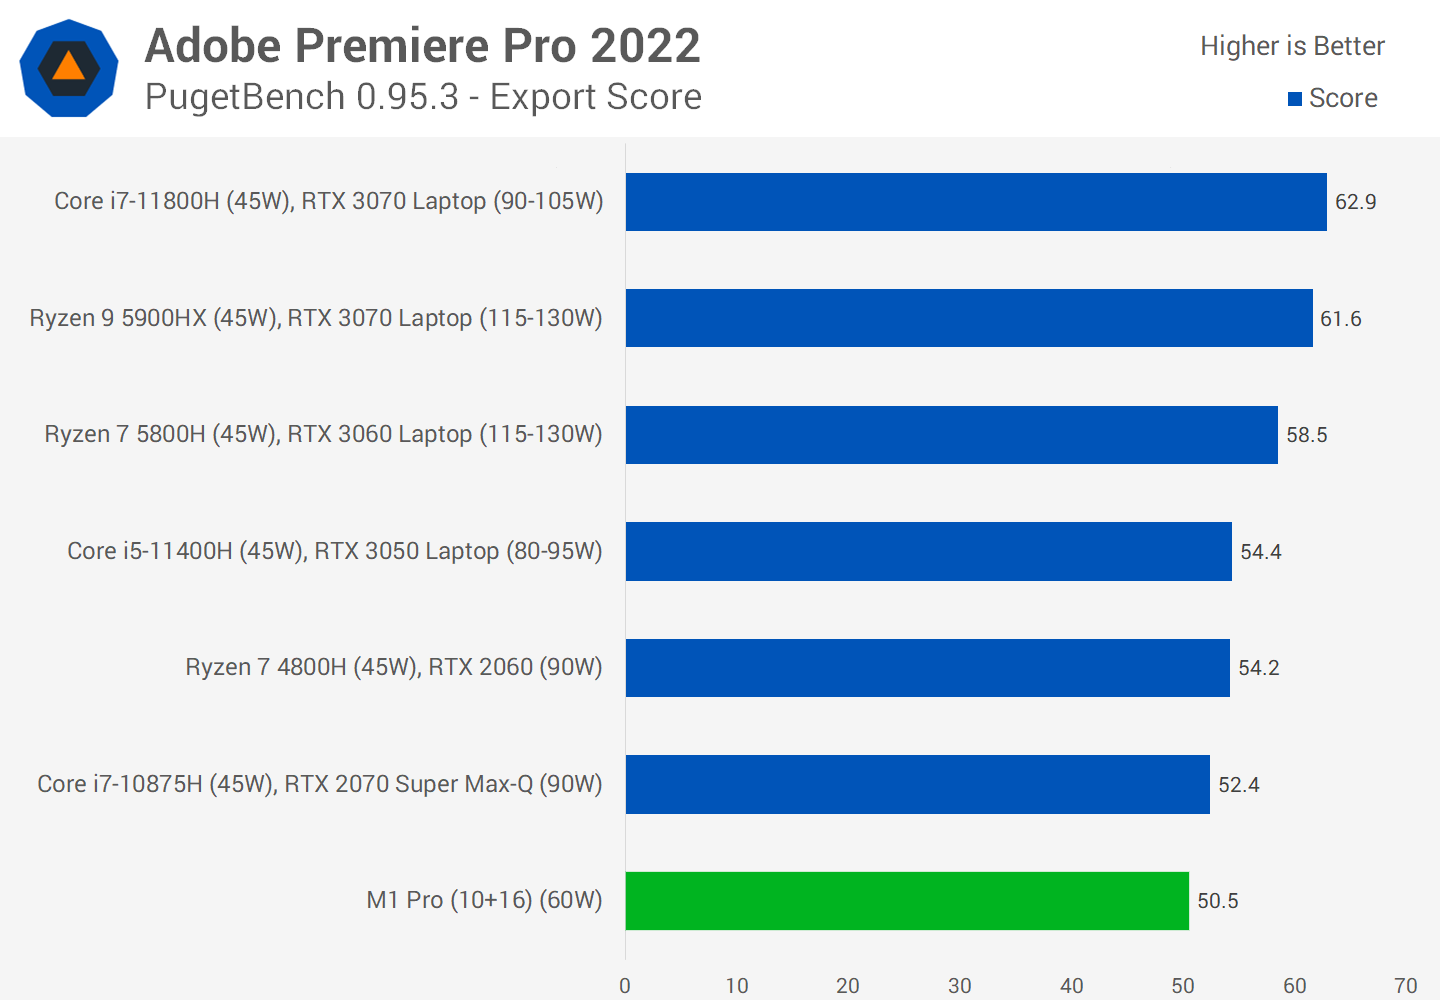 Adobe Premiere Pro 2022
PugetBench 0.95.3 - Export Score
Higher is Better
Score
Core i7-11800H (45W), RTX 3070 Laptop (90-105W)
62.9
Ryzen 9 5900HX (45W), RTX 3070 Laptop (115-130W)
61.6
Ryzen 7 5800H (45W), RTX 3060 Laptop (115-130W)
58.5
Core i5-11400H (45W), RTX 3050 Laptop (80-95W)
54.4
Ryzen 7 4800H (45W), RTX 2060 (90W)
54.2
Core i7-10875H (45W), RTX 2070 Super Max-Q (90W)
52.4
M1 Pro (10+16) (60W)
50.5
0 10 20 30 40 50 60 70